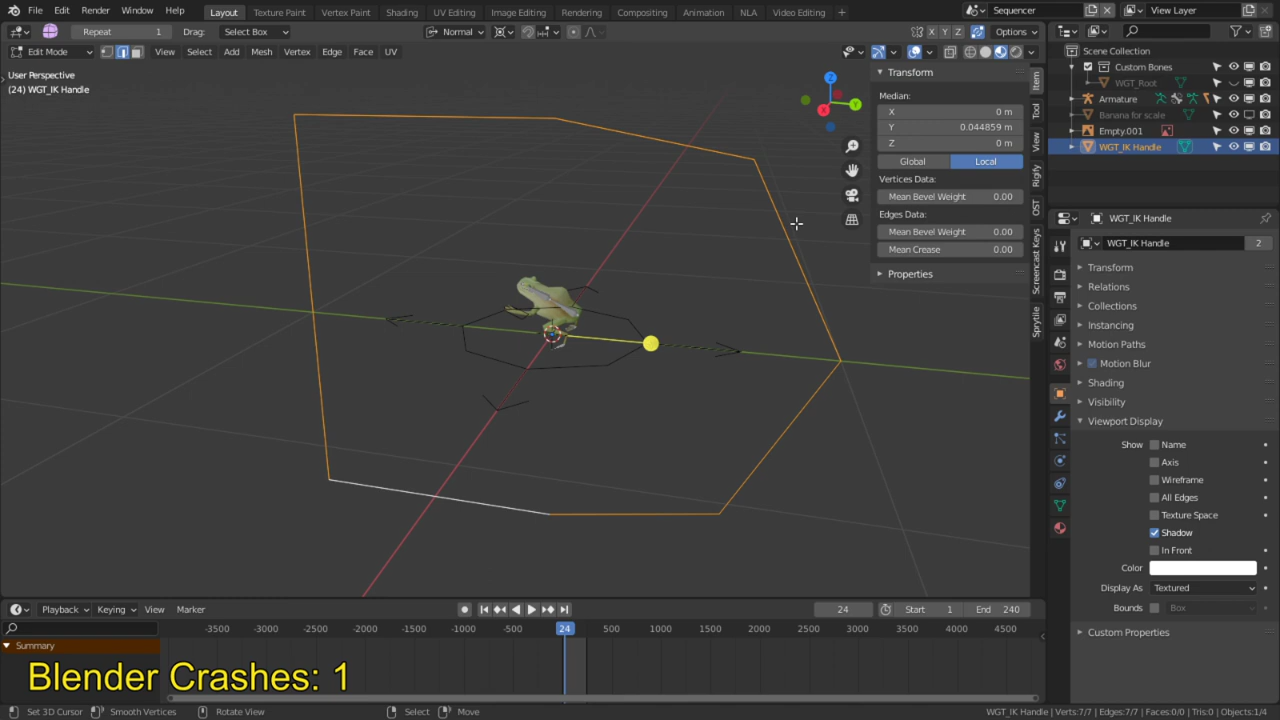 File Edit Render Window Help Layout Texture Paint Vertex Paint Shading UV Editing Image Editing Rendering Compositing Animation NLA Video Editing + Sequencer View Layer
Repeat 1 Drag: Select Box Normal X Y Z Options
Edit Mode View Select Add Mesh Vertex Edge Face UV
User Perspective
(24) WGT_IK Handle
Z
Y
X
Transform
Median:
X 0 m
Y 0.044859 m
Z 0 m
Global Local
Vertices Data:
Mean Bevel Weight 0.00
Edges Data:
Mean Bevel Weight 0.00
Mean Crease 0.00
Properties
Item
Tool
View
Rigify
OST
Screencast Keys
Sprytile
Scene Collection
Custom Bones
WGT_Root
Armature
Banana for scale
Empty.001
WGT_IK Handle
WGT_IK Handle
WGT_IK Handle 2
Transform
Relations
Collections
Instancing
Motion Paths
Motion Blur
Shading
Visibility
Viewport Display
Show Name
Axis
Wireframe
All Edges
Texture Space
Shadow
In Front
Color
Display As Textured
Bounds Box
Custom Properties
Playback Keying View Marker 24 Start 1 End 240
-3500 -3000 -2500 -2000 -1500 -1000 -500 24 500 1000 1500 2000 2500 3000 3500 4000 4500
Summary
Blender Crashes: 1
Set 3D Cursor Smooth Vertices Rotate View Select Move WGT_IK Handle | Verts:7/7 | Edges:7/7 | Faces:0/0 | Tris:0 | Objects:1/4